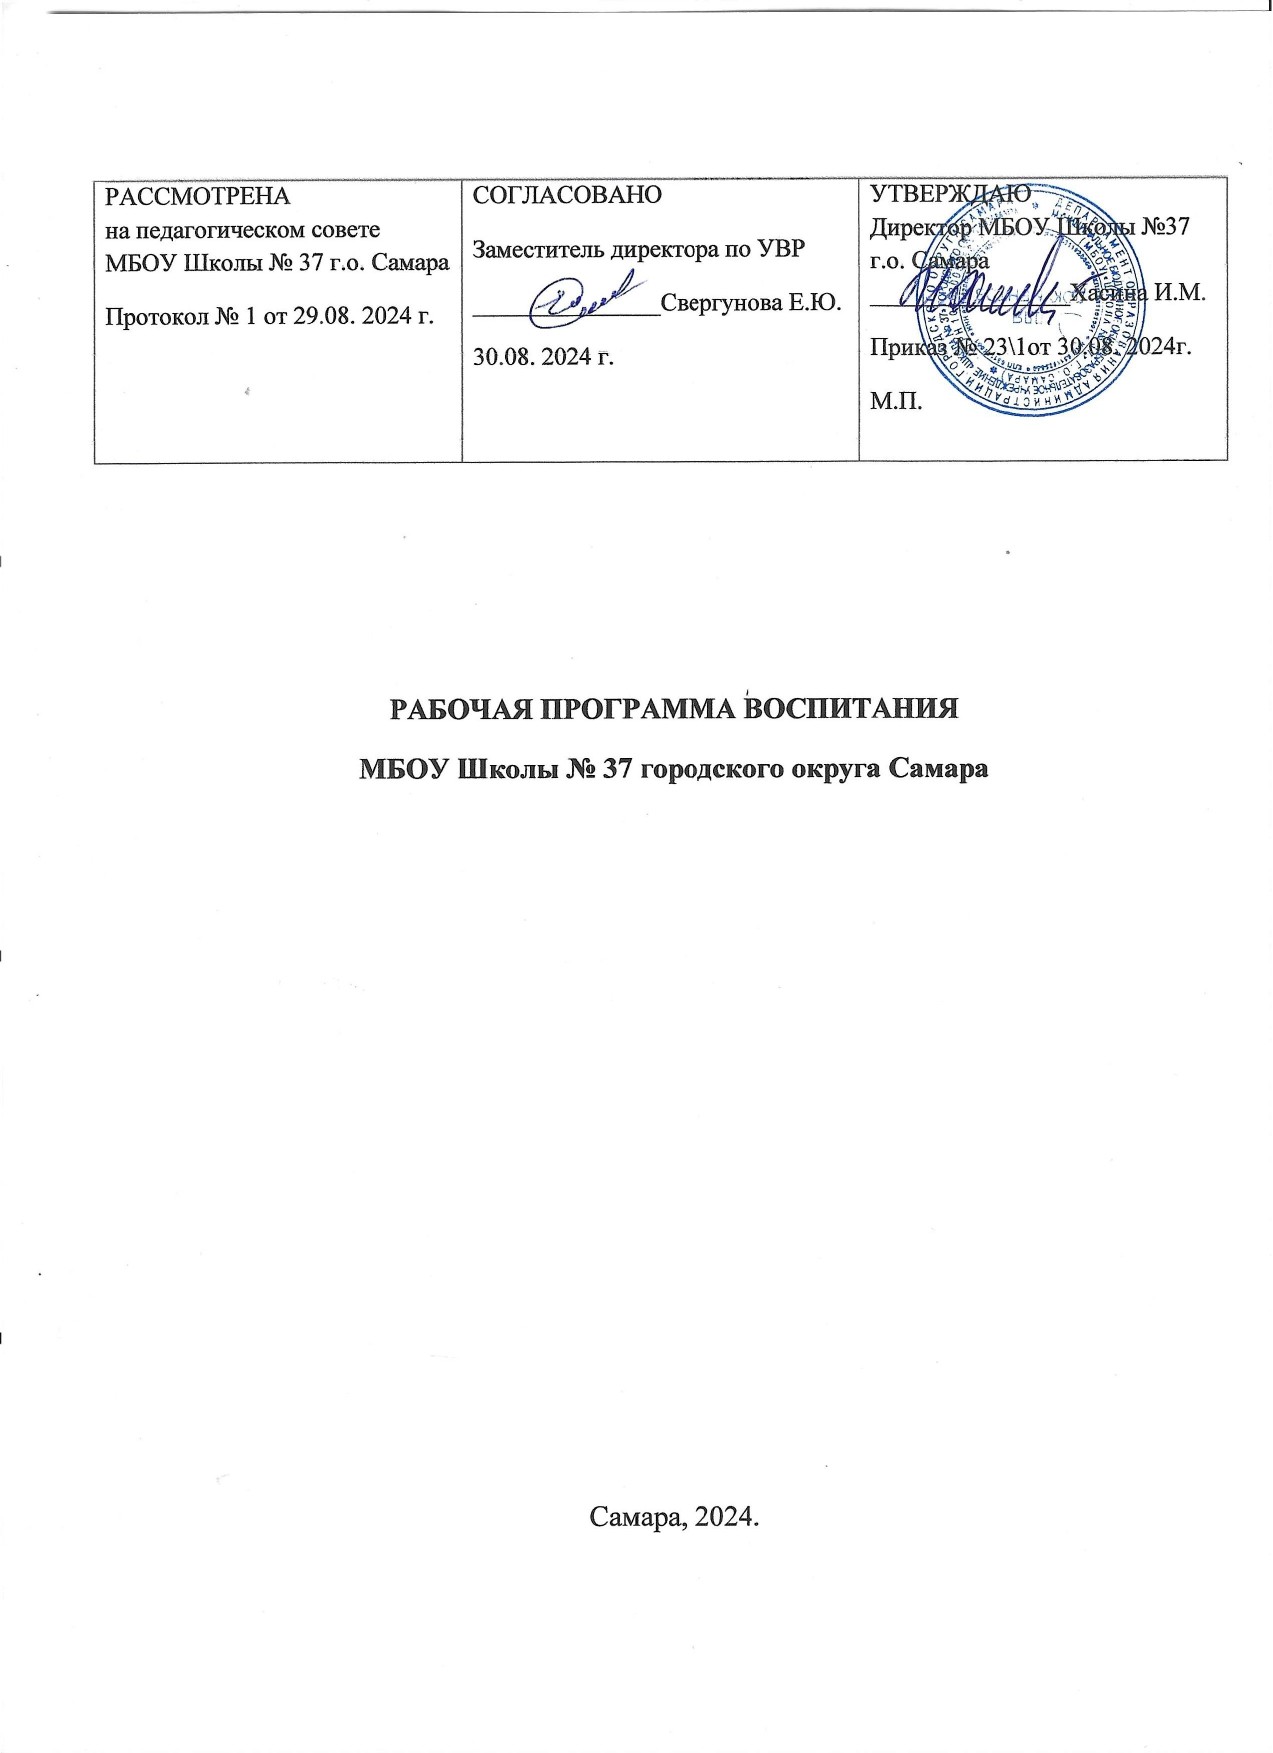 РАССМОТРЕНА
на педагогическом совете
МБОУ Школы № 37 г.о. Самара
Протокол № 1 от 29.08. 2024 г.
СОГЛАСОВАНО
Заместитель директора по УВР
_______________Свергунова Е.Ю.
30.08. 2024 г.
УТВЕРЖДАЮ
Директор МБОУ Школы №37
г.о. Самара
________________Хасина И.М.
Приказ № 23\1от 30.08. 2024г.
М.П.
РАБОЧАЯ ПРОГРАММА ВОСПИТАНИЯ
МБОУ Школы № 37 городского округа Самара
Самара, 2024.